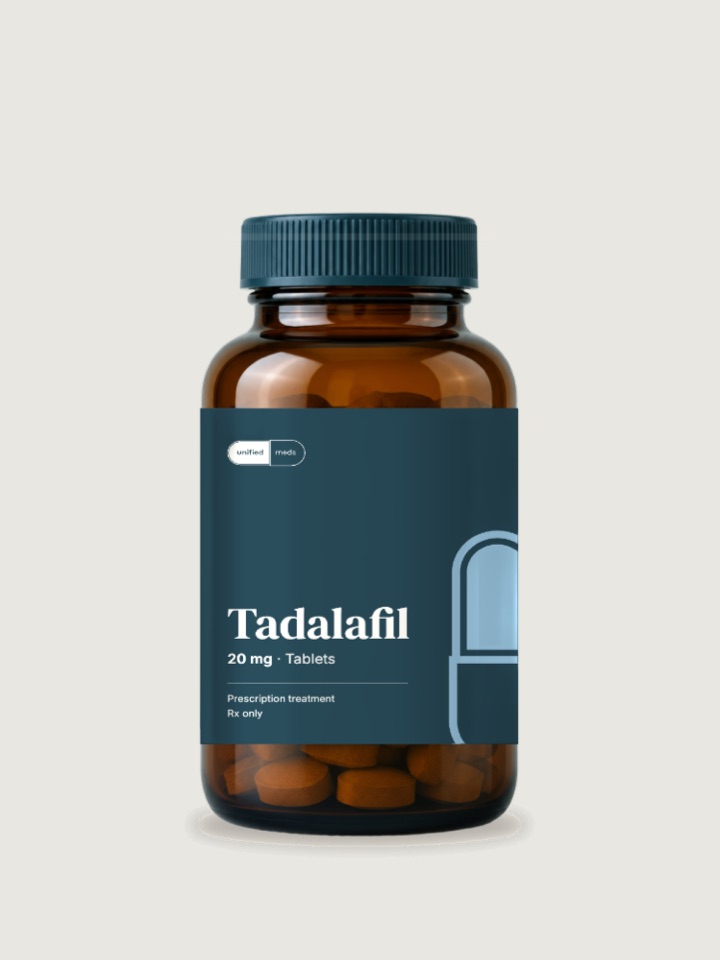 unified meds
Tadalafil
20 mg · Tablets
Prescription treatment
Rx only